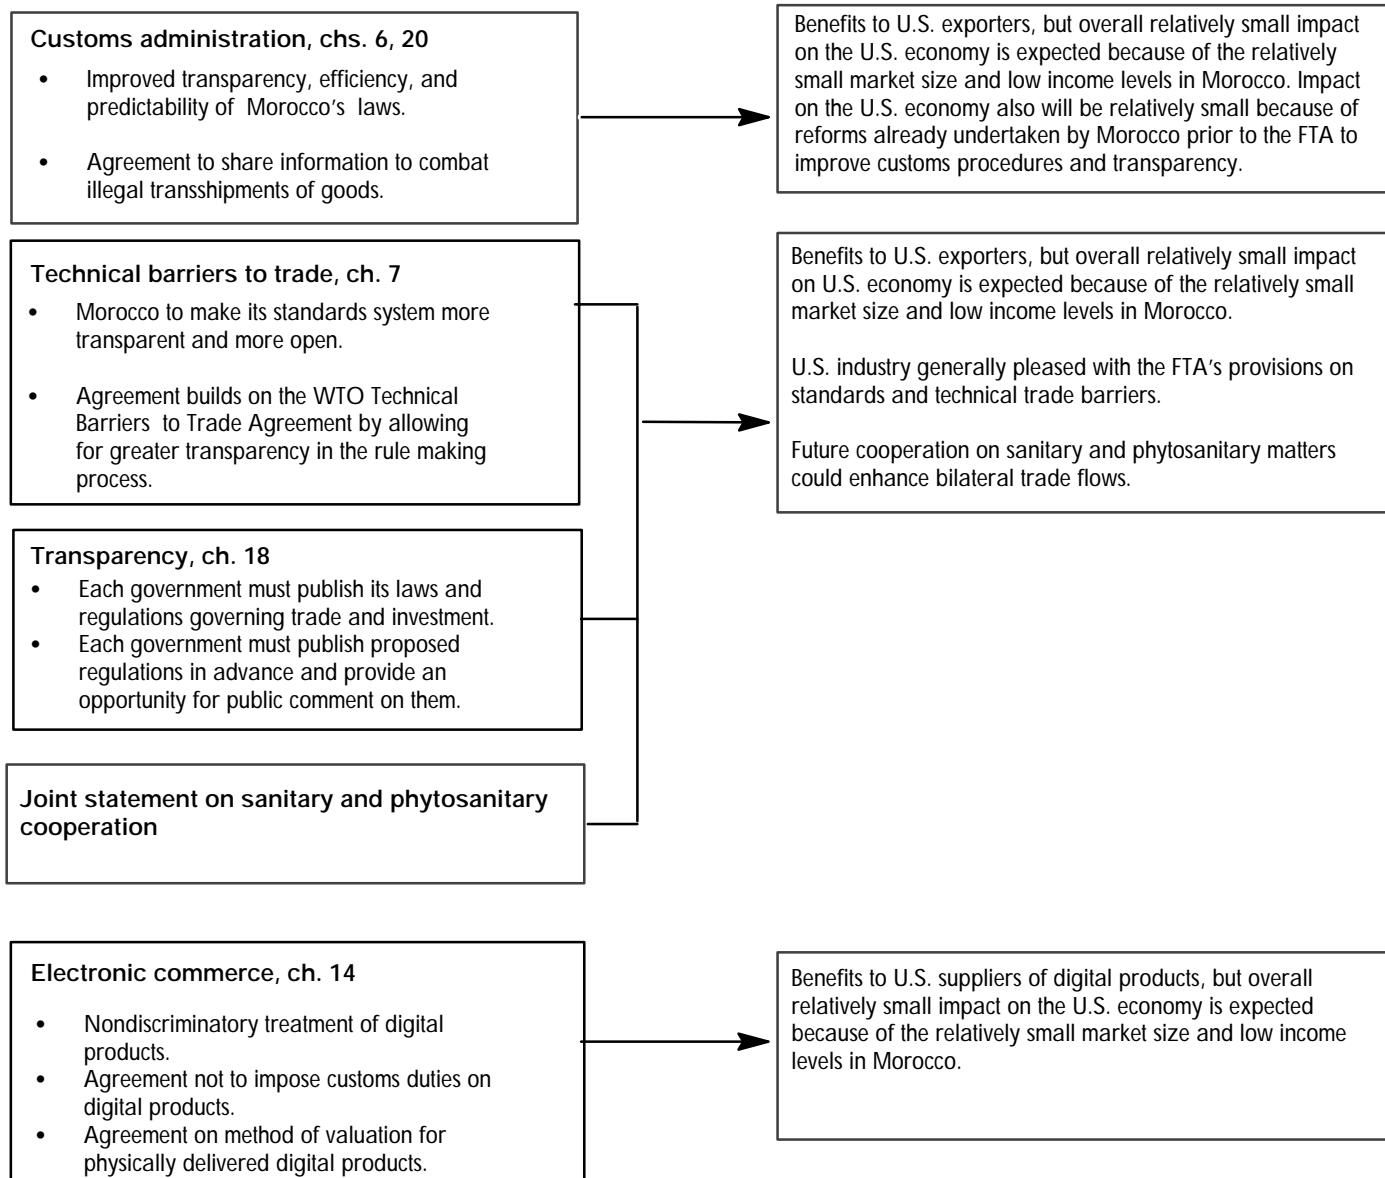 Customs administration, chs. 6, 20
• Improved transparency, efficiency, and
predictability of Morocco's laws.
• Agreement to share information to combat
illegal transshipments of goods.
Benefits to U.S. exporters, but overall relatively small impact
on the U.S. economy is expected because of the relatively
small market size and low income levels in Morocco. Impact
on the U.S. economy also will be relatively small because of
reforms already undertaken by Morocco prior to the FTA to
improve customs procedures and transparency.
Technical barriers to trade, ch. 7
• Morocco to make its standards system more
transparent and more open.
• Agreement builds on the WTO Technical
Barriers to Trade Agreement by allowing
for greater transparency in the rule making
process.
Transparency, ch. 18
• Each government must publish its laws and
regulations governing trade and investment.
• Each government must publish proposed
regulations in advance and provide an
opportunity for public comment on them.
Joint statement on sanitary and phytosanitary
cooperation
Benefits to U.S. exporters, but overall relatively small impact
on U.S. economy is expected because of the relatively small
market size and low income levels in Morocco.
U.S. industry generally pleased with the FTA's provisions on
standards and technical trade barriers.
Future cooperation on sanitary and phytosanitary matters
could enhance bilateral trade flows.
Electronic commerce, ch. 14
• Nondiscriminatory treatment of digital
products.
• Agreement not to impose customs duties on
digital products.
• Agreement on method of valuation for
physically delivered digital products.
Benefits to U.S. suppliers of digital products, but overall
relatively small impact on the U.S. economy is expected
because of the relatively small market size and low income
levels in Morocco.